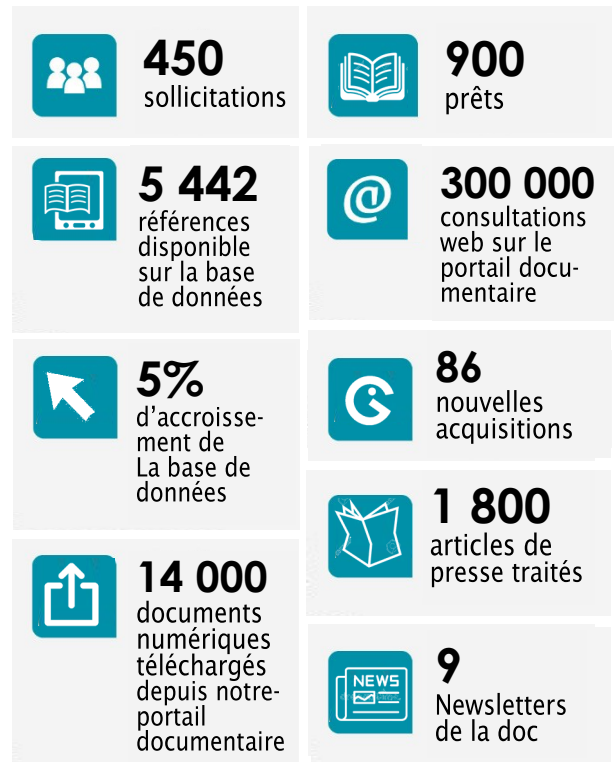 450
sollicitations
900
prêts
5 442
références
disponible
sur la base
de données
300 000
consultations
web sur le
portail docu-
mentaire
5%
d'accroisse-
ment de
La base de
données
86
nouvelles
acquisitions
1 800
articles de
presse traités
14 000
documents
numériques
téléchargés
depuis notre-
portail
documentaire
NEWS
9
Newsletters
de la doc